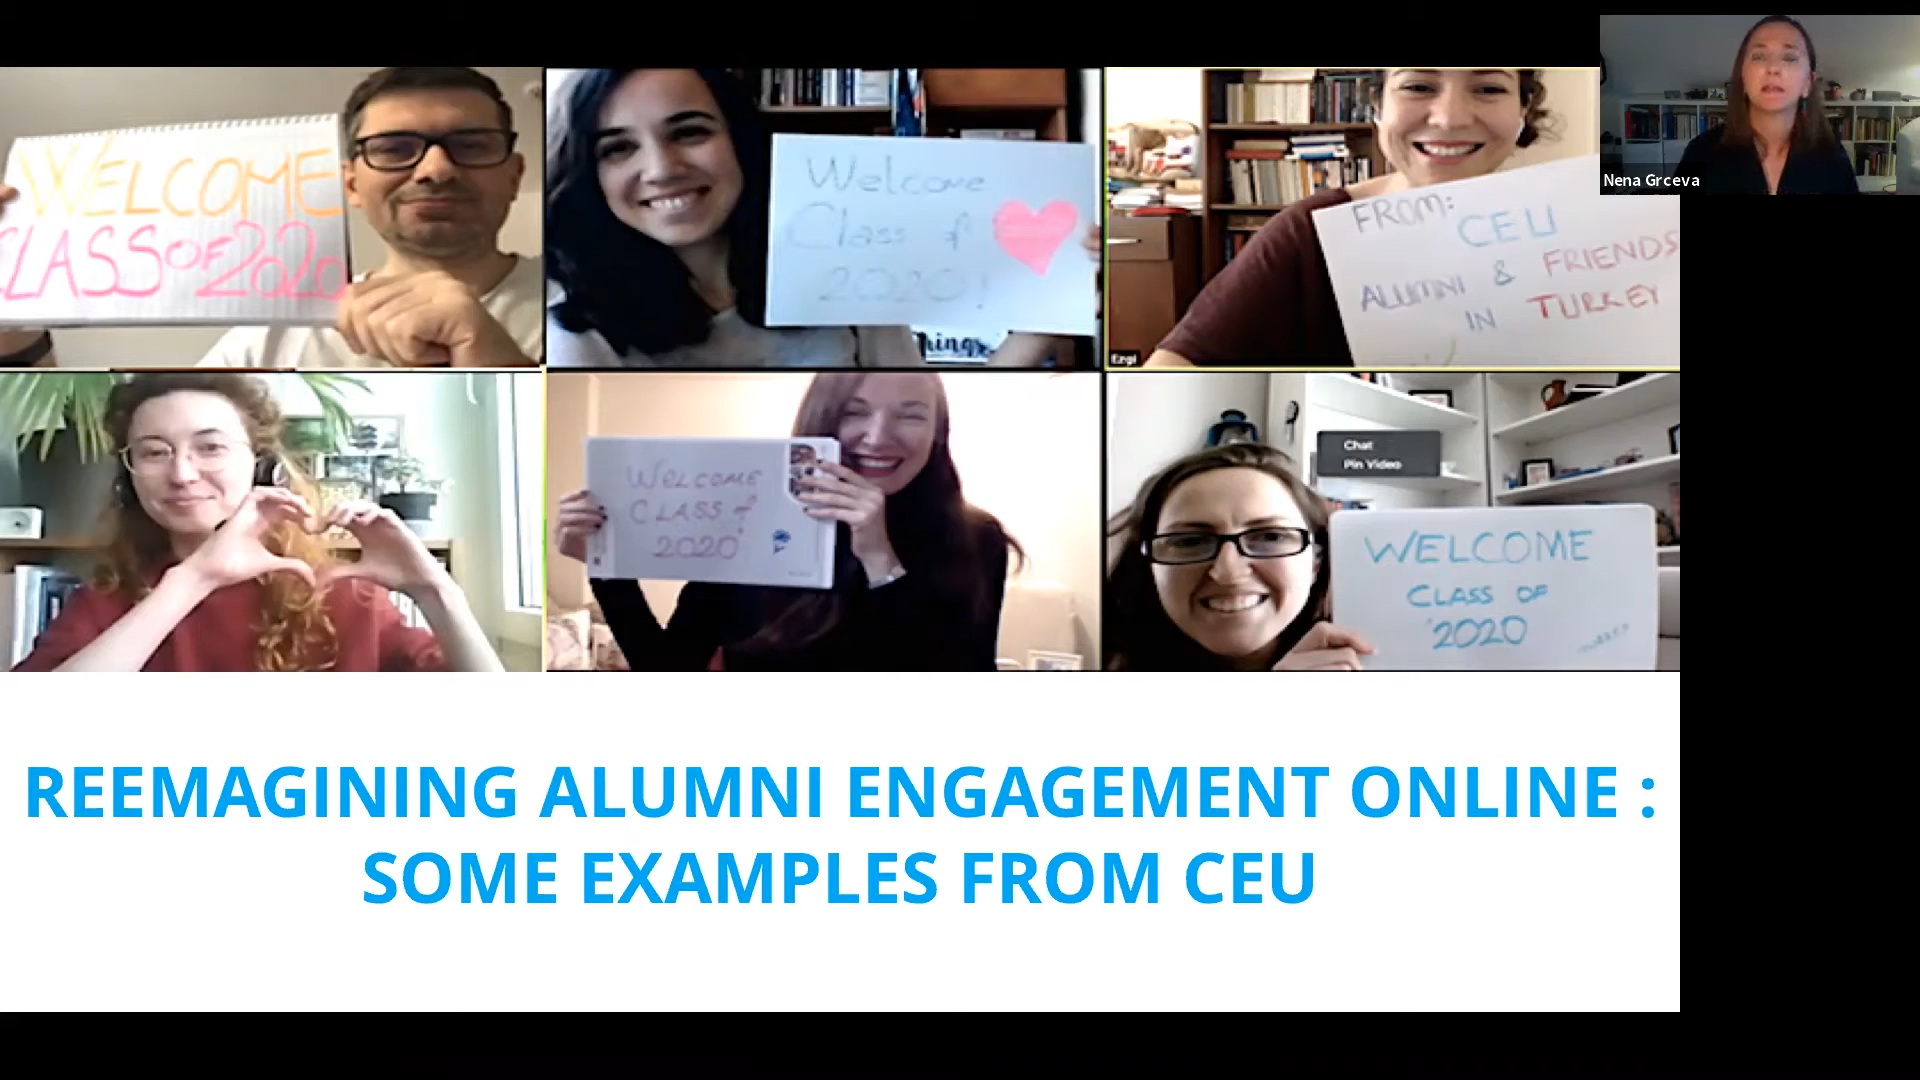 WELCOME
CLASS OF 2020
Welcome
Class of
2020!
things
FROM:
CEU
ALUMNI & FRIENDS
IN TURKEY
Ezgi
Nena Grceva
WELCOME
CLASS of
2020
Chat
Pin Video
WELCOME
CLASS OF
'2020
REEMAGINING ALUMNI ENGAGEMENT ONLINE :
SOME EXAMPLES FROM CEU